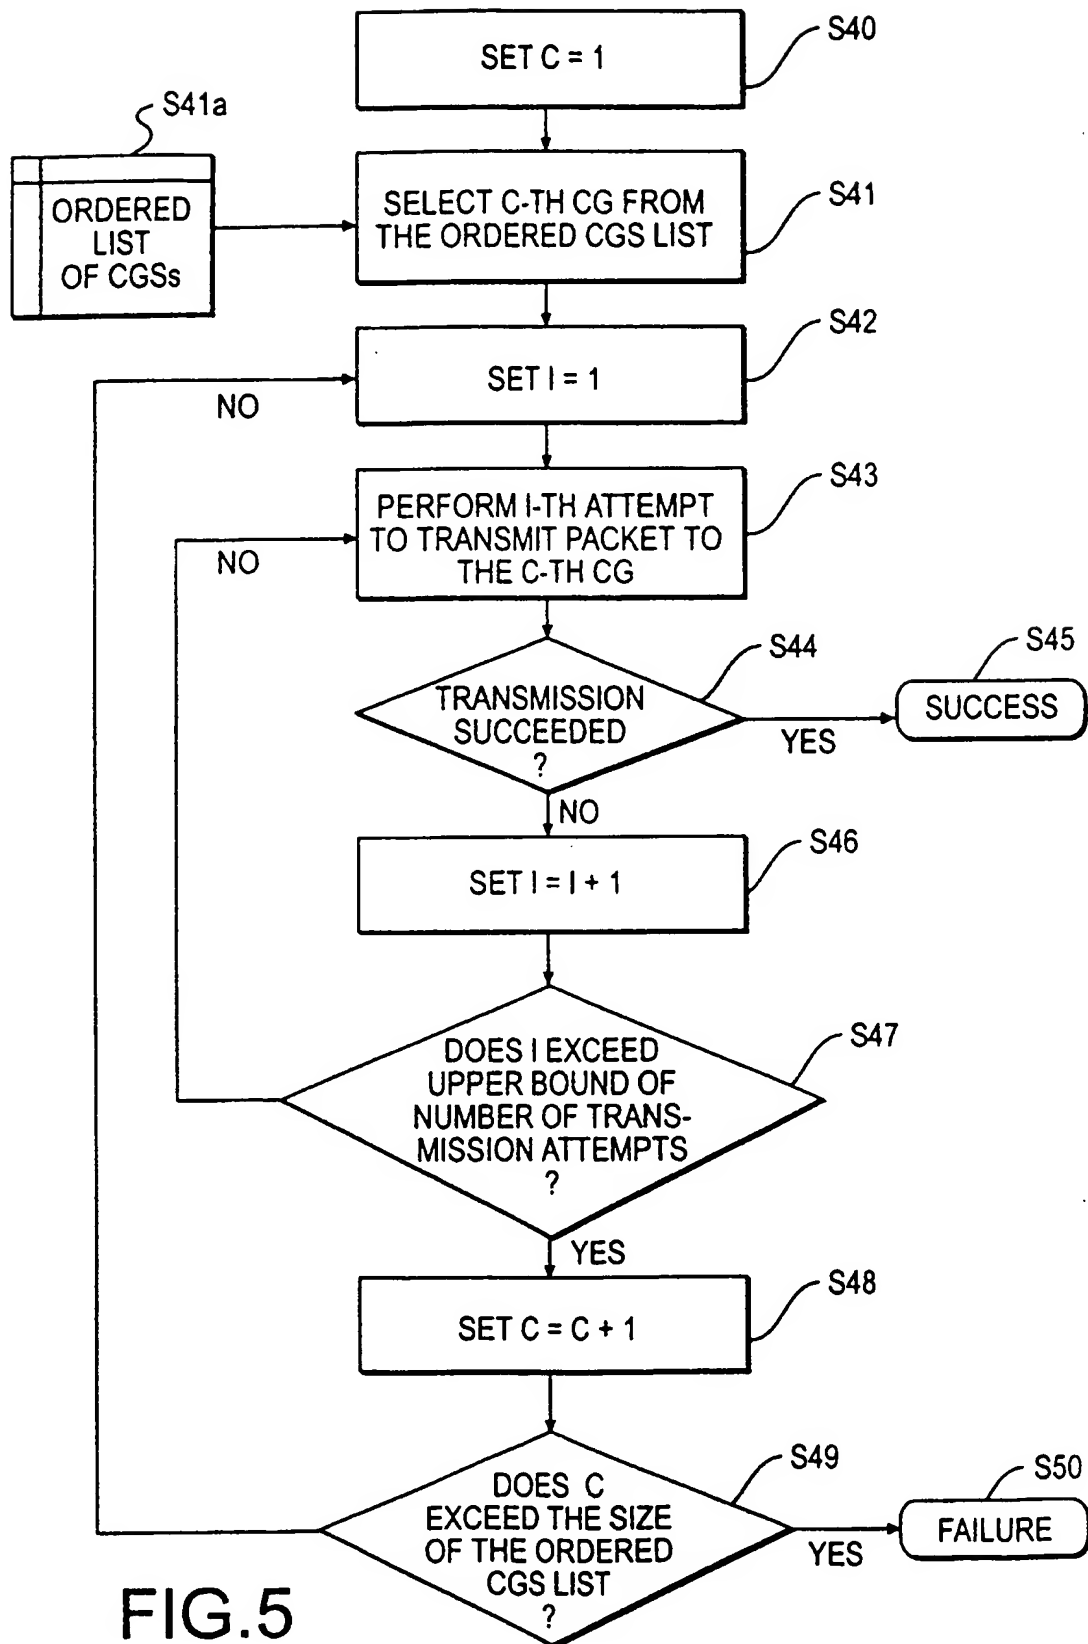 SET C = 1
S40
S41a
ORDERED
LIST
OF CGSs
SELECT C-TH CG FROM
THE ORDERED CGS LIST
S41
SET I = 1
S42
NO
PERFORM I-TH ATTEMPT
TO TRANSMIT PACKET TO
THE C-TH CG
S43
NO
TRANSMISSION
SUCCEEDED
?
S44
YES
SUCCESS
S45
NO
SET I = I + 1
S46
DOES I EXCEED
UPPER BOUND OF
NUMBER OF TRANS-
MISSION ATTEMPTS
?
S47
YES
SET C = C + 1
S48
DOES C
EXCEED THE SIZE
OF THE ORDERED
CGS LIST
?
S49
YES
FAILURE
S50
FIG.5